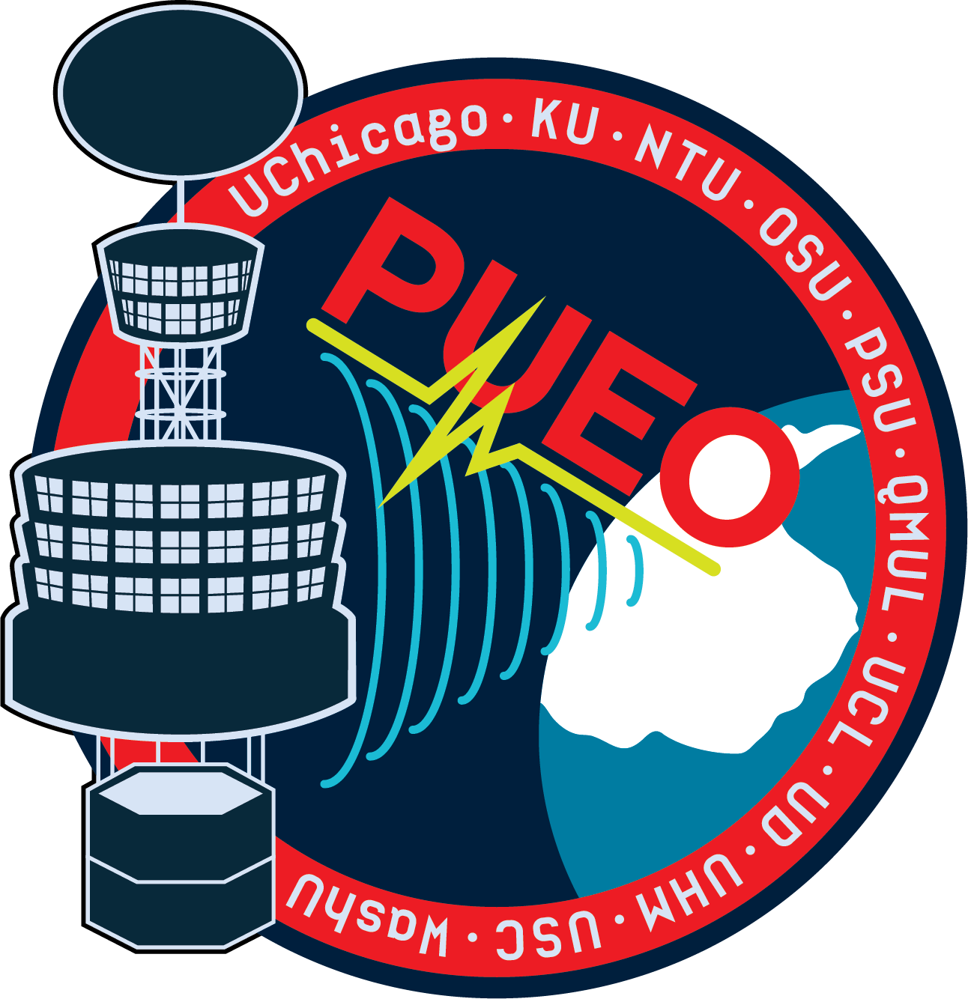 UChicago · KU · NTU · OSU · PSU · QMUL · UCL · UD · UHM · USC · WashU
PUEO